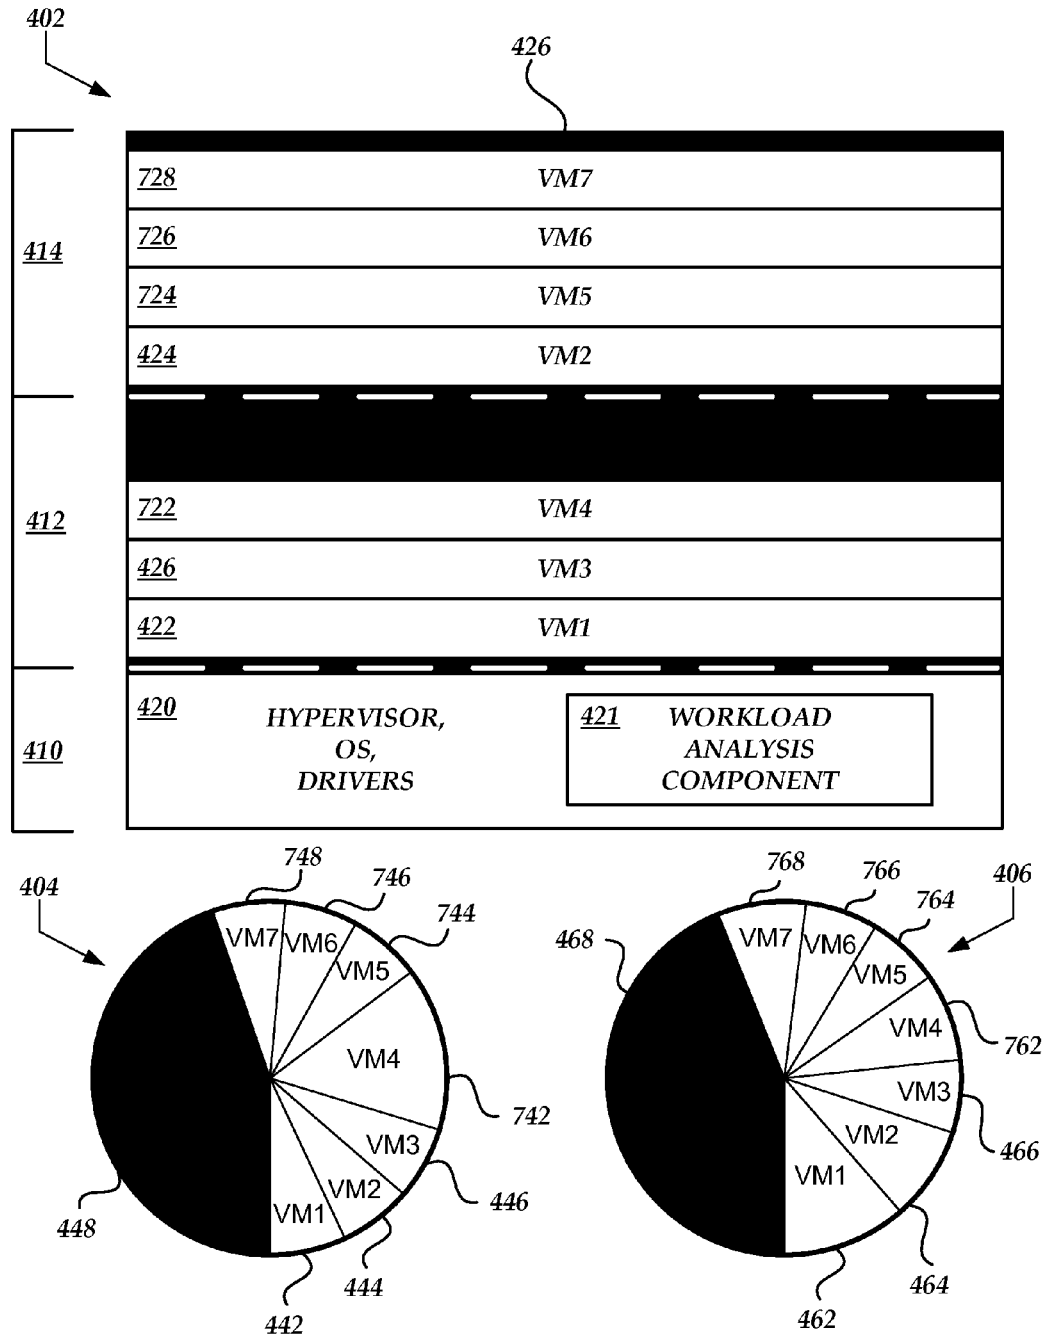 402
426
728 VM7
726 VM6
414
724 VM5
424 VM2
722 VM4
412
426 VM3
422 VM1
420 HYPERVISOR,
OS,
DRIVERS
421 WORKLOAD
ANALYSIS
COMPONENT
410
404
748
746
744
VM7
VM6
VM5
VM4
742
VM3
446
VM2
VM1
448
444
442
768
766
764
406
468
VM7
VM6
VM5
VM4
762
VM3
466
VM2
VM1
464
462